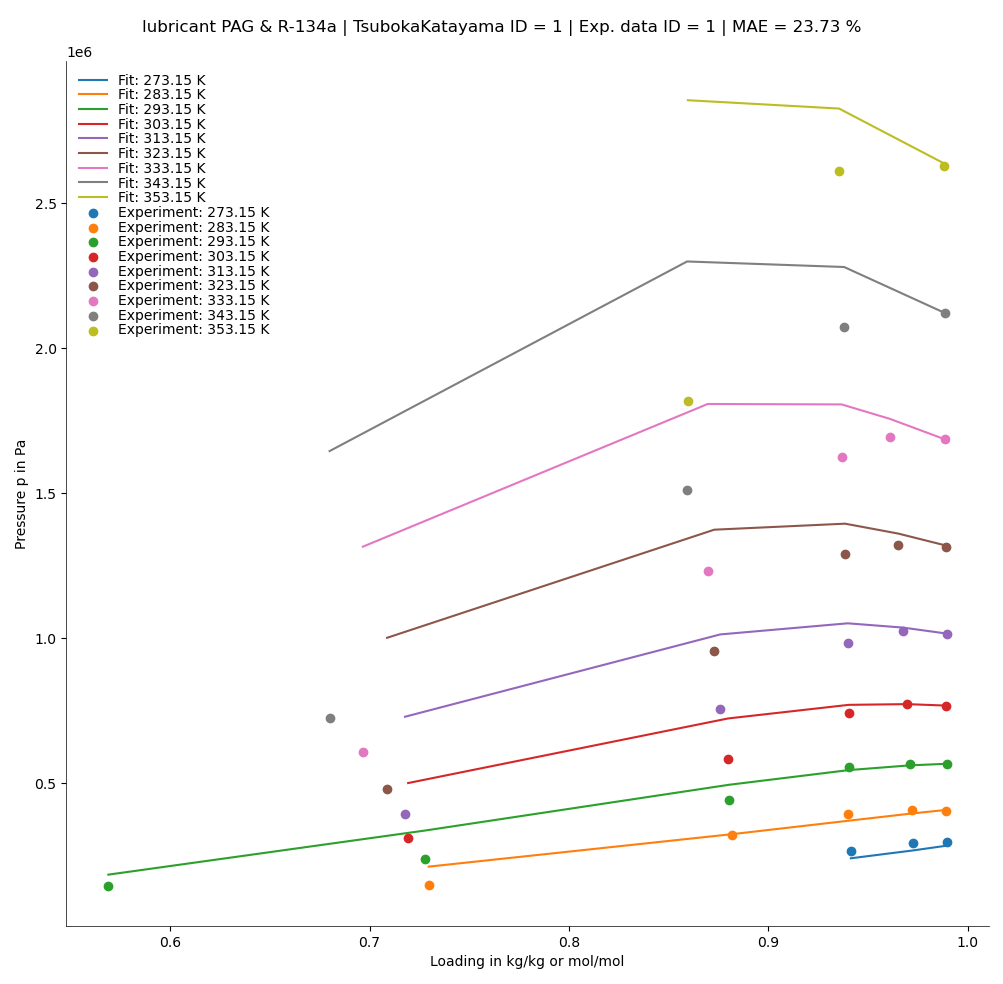 lubricant PAG & R-134a | TsubokaKatayama ID = 1 | Exp. data ID = 1 | MAE = 23.73 %
1e6
Fit: 273.15 K
Fit: 283.15 K
Fit: 293.15 K
Fit: 303.15 K
Fit: 313.15 K
Fit: 323.15 K
Fit: 333.15 K
Fit: 343.15 K
Fit: 353.15 K
Experiment: 273.15 K
Experiment: 283.15 K
Experiment: 293.15 K
Experiment: 303.15 K
Experiment: 313.15 K
Experiment: 323.15 K
Experiment: 333.15 K
Experiment: 343.15 K
Experiment: 353.15 K
2.5
2.0
1.5
1.0
0.5
Pressure p in Pa
0.6 0.7 0.8 0.9 1.0
Loading in kg/kg or mol/mol